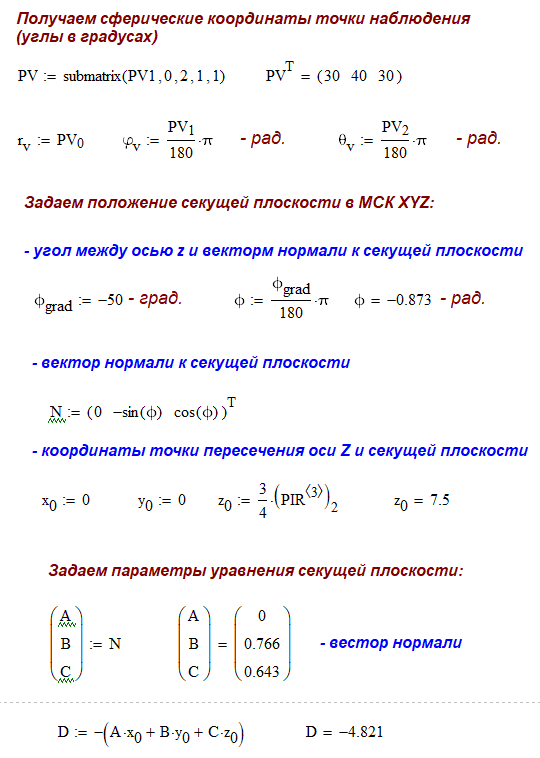 Получаем сферические координаты точки наблюдения
(углы в градусах)
PV := submatrix(PV1 , 0 , 2 , 1 , 1) PV^T = (30 40 30)
r_v := PV_0 φ_v := PV_1/180 · π - рад. θ_v := PV_2/180 · π - рад.
Задаем положение секущей плоскости в МСК XYZ:
- угол между осью z и векторм нормали к секущей плоскости
ϕ_grad := −50 - град. ϕ := ϕ_grad/180 · π ϕ = −0.873 - рад.
- вектор нормали к секущей плоскости
N := (0 −sin(ϕ) cos(ϕ))^T
- координаты точки пересечения оси Z и секущей плоскости
x_0 := 0 y_0 := 0 z_0 := 3/4 · (PIR^⟨3⟩)_2 z_0 = 7.5
Задаем параметры уравнения секущей плоскости:
(A B C) := N (A B C) = (0 0.766 0.643) - вестор нормали
D := −(A·x_0 + B·y_0 + C·z_0) D = −4.821